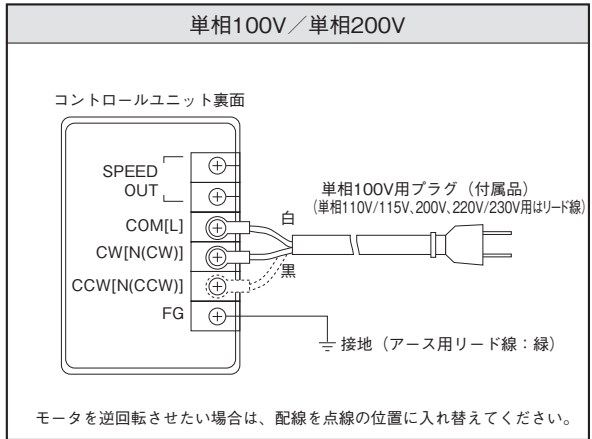 単相100V／単相200V
コントロールユニット裏面
SPEED
OUT
COM[L]
CW[N(CW)]
CCW[N(CCW)]
FG
白
黒
単相100V用プラグ（付属品）
（単相110V/115V、200V、220V/230V用はリード線）
接地（アース用リード線：緑）
モータを逆回転させたい場合は、配線を点線の位置に入れ替えてください。